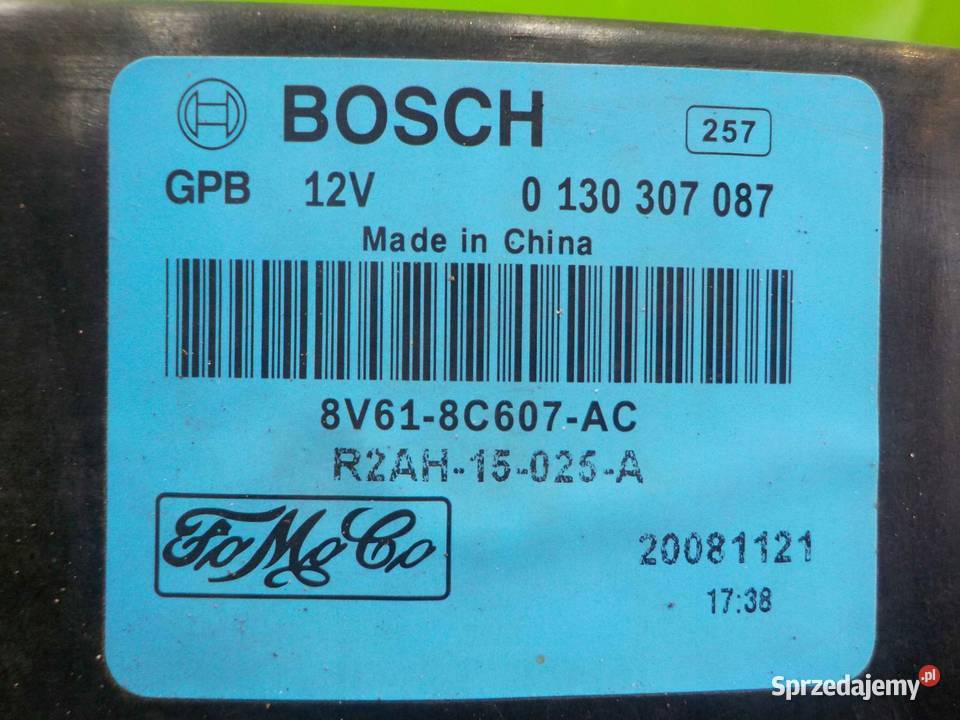 BOSCH
257
GPB 12V 0 130 307 087
Made in China
8V61-8C607-AC
R2AH-15-025-A
FoMoCo
20081121
17:38
Sprzedajemy.pl